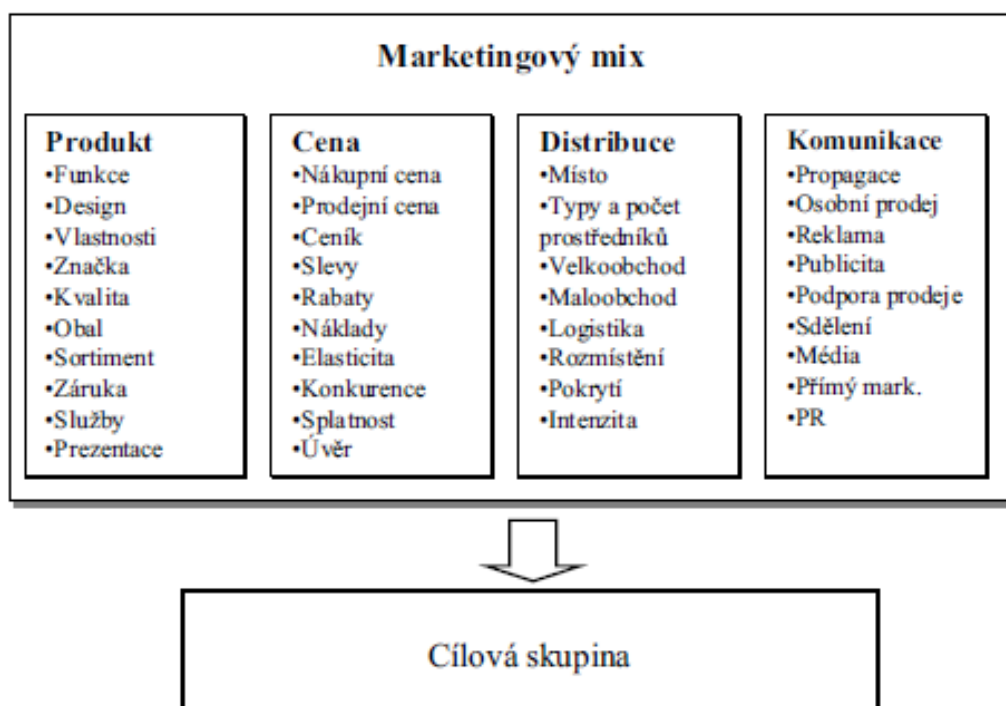 Marketingový mix
Produkt
•Funkce
•Design
•Vlastnosti
•Značka
•Kvalita
•Obal
•Sortiment
•Záruka
•Služby
•Prezentace
Cena
•Nákupní cena
•Prodejní cena
•Ceník
•Slevy
•Rabaty
•Náklady
•Elasticita
•Konkurence
•Splatnost
•Úvěr
Distribuce
•Místo
•Typy a počet
prostředníků
•Velkoobchod
•Maloobchod
•Logistika
•Rozmístění
•Pokrytí
•Intenzita
Komunikace
•Propagace
•Osobní prodej
•Reklama
•Publicita
•Podpora prodeje
•Sdělení
•Média
•Přímý mark.
•PR
Cílová skupina